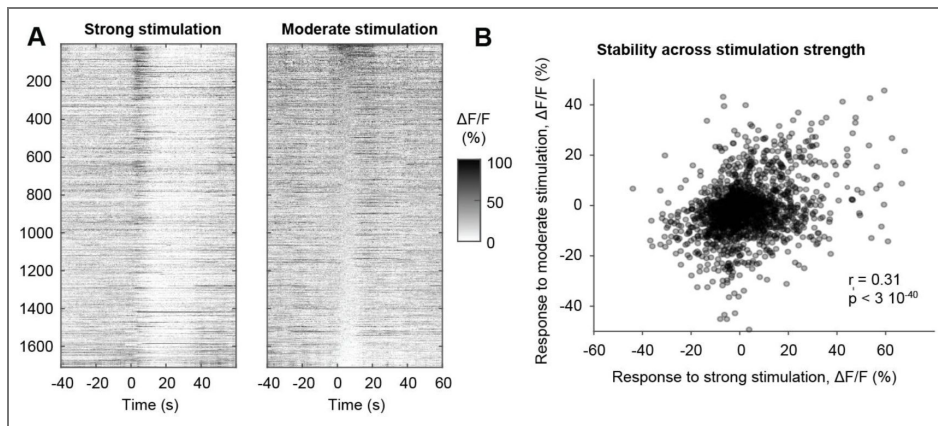 A
Strong stimulation
Moderate stimulation
200
400
600
800
1000
1200
1400
1600
-40
-20
0
20
40
Time (s)
-40
-20
0
20
40
60
Time (s)
ΔF/F
(%)
100
50
0
B
Stability across stimulation strength
Response to moderate stimulation, ΔF/F (%)
40
20
0
-20
-40
r = 0.31
p < 3 10-40
-60
-40
-20
0
20
40
60
Response to strong stimulation, ΔF/F (%)